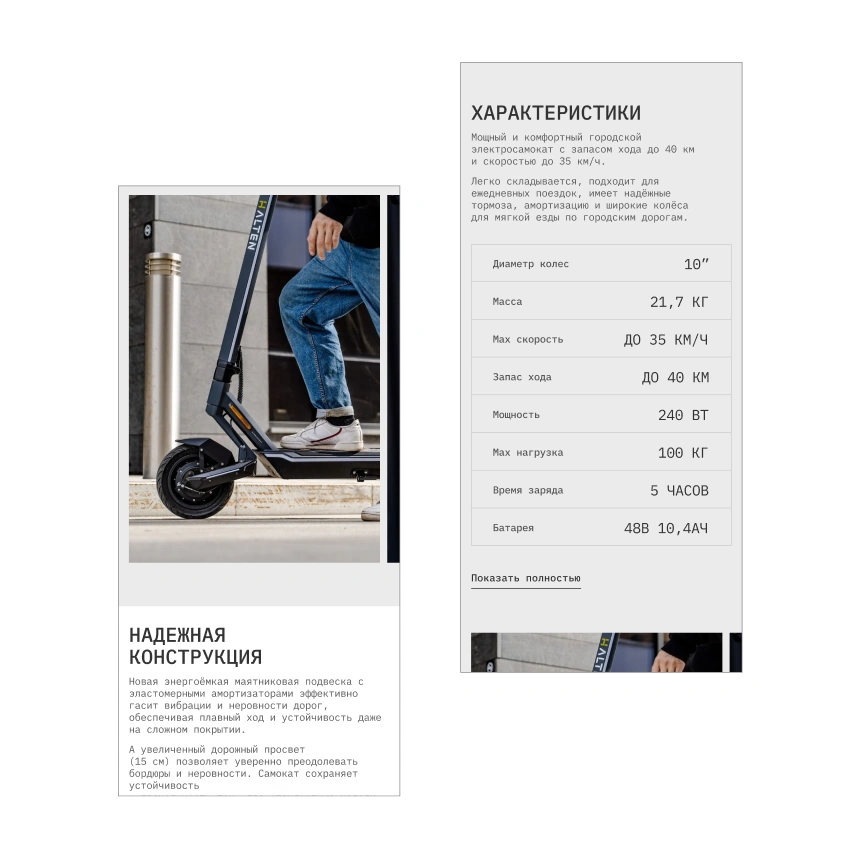 HALTEN
НАДЕЖНАЯ
КОНСТРУКЦИЯ
Новая энергоёмкая маятниковая подвеска с
эластомерными амортизаторами эффективно
гасит вибрации и неровности дорог,
обеспечивая плавный ход и устойчивость даже
на сложном покрытии.
А увеличенный дорожный просвет
(15 см) позволяет уверенно преодолевать
бордюры и неровности. Самокат сохраняет
устойчивость
ХАРАКТЕРИСТИКИ
Мощный и комфортный городской
электросамокат с запасом хода до 40 км
и скоростью до 35 км/ч.
Легко складывается, подходит для
ежедневных поездок, имеет надёжные
тормоза, амортизацию и широкие колёса
для мягкой езды по городским дорогам.
Диаметр колес 10”
Масса 21,7 КГ
Мах скорость ДО 35 КМ/Ч
Запас хода ДО 40 КМ
Мощность 240 ВТ
Мах нагрузка 100 КГ
Время заряда 5 ЧАСОВ
Батарея 48В 10,4АЧ
Показать полностью
HALT